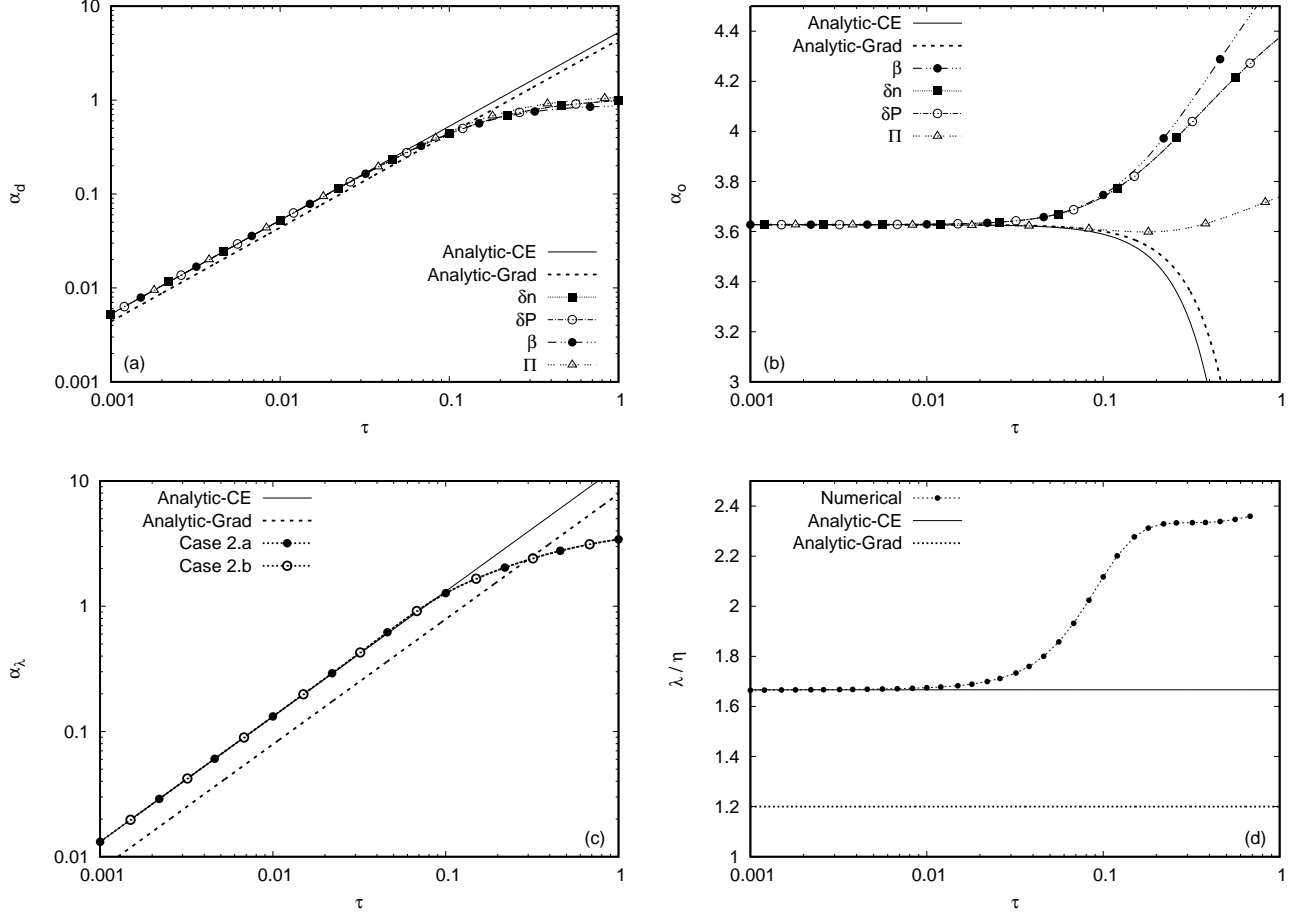 10
1
0.1
0.01
0.001
0.001 0.01 0.1 1
α_d
τ
Analytic-CE
Analytic-Grad
δn
δP
β
Π
(a)
4.4
4.2
4
3.8
3.6
3.4
3.2
3
0.001 0.01 0.1 1
α_o
τ
Analytic-CE
Analytic-Grad
β
δn
δP
Π
(b)
10
1
0.1
0.01
0.001 0.01 0.1 1
α_λ
τ
Analytic-CE
Analytic-Grad
Case 2.a
Case 2.b
(c)
2.4
2.2
2
1.8
1.6
1.4
1.2
1
0.001 0.01 0.1 1
λ / η
τ
Numerical
Analytic-CE
Analytic-Grad
(d)